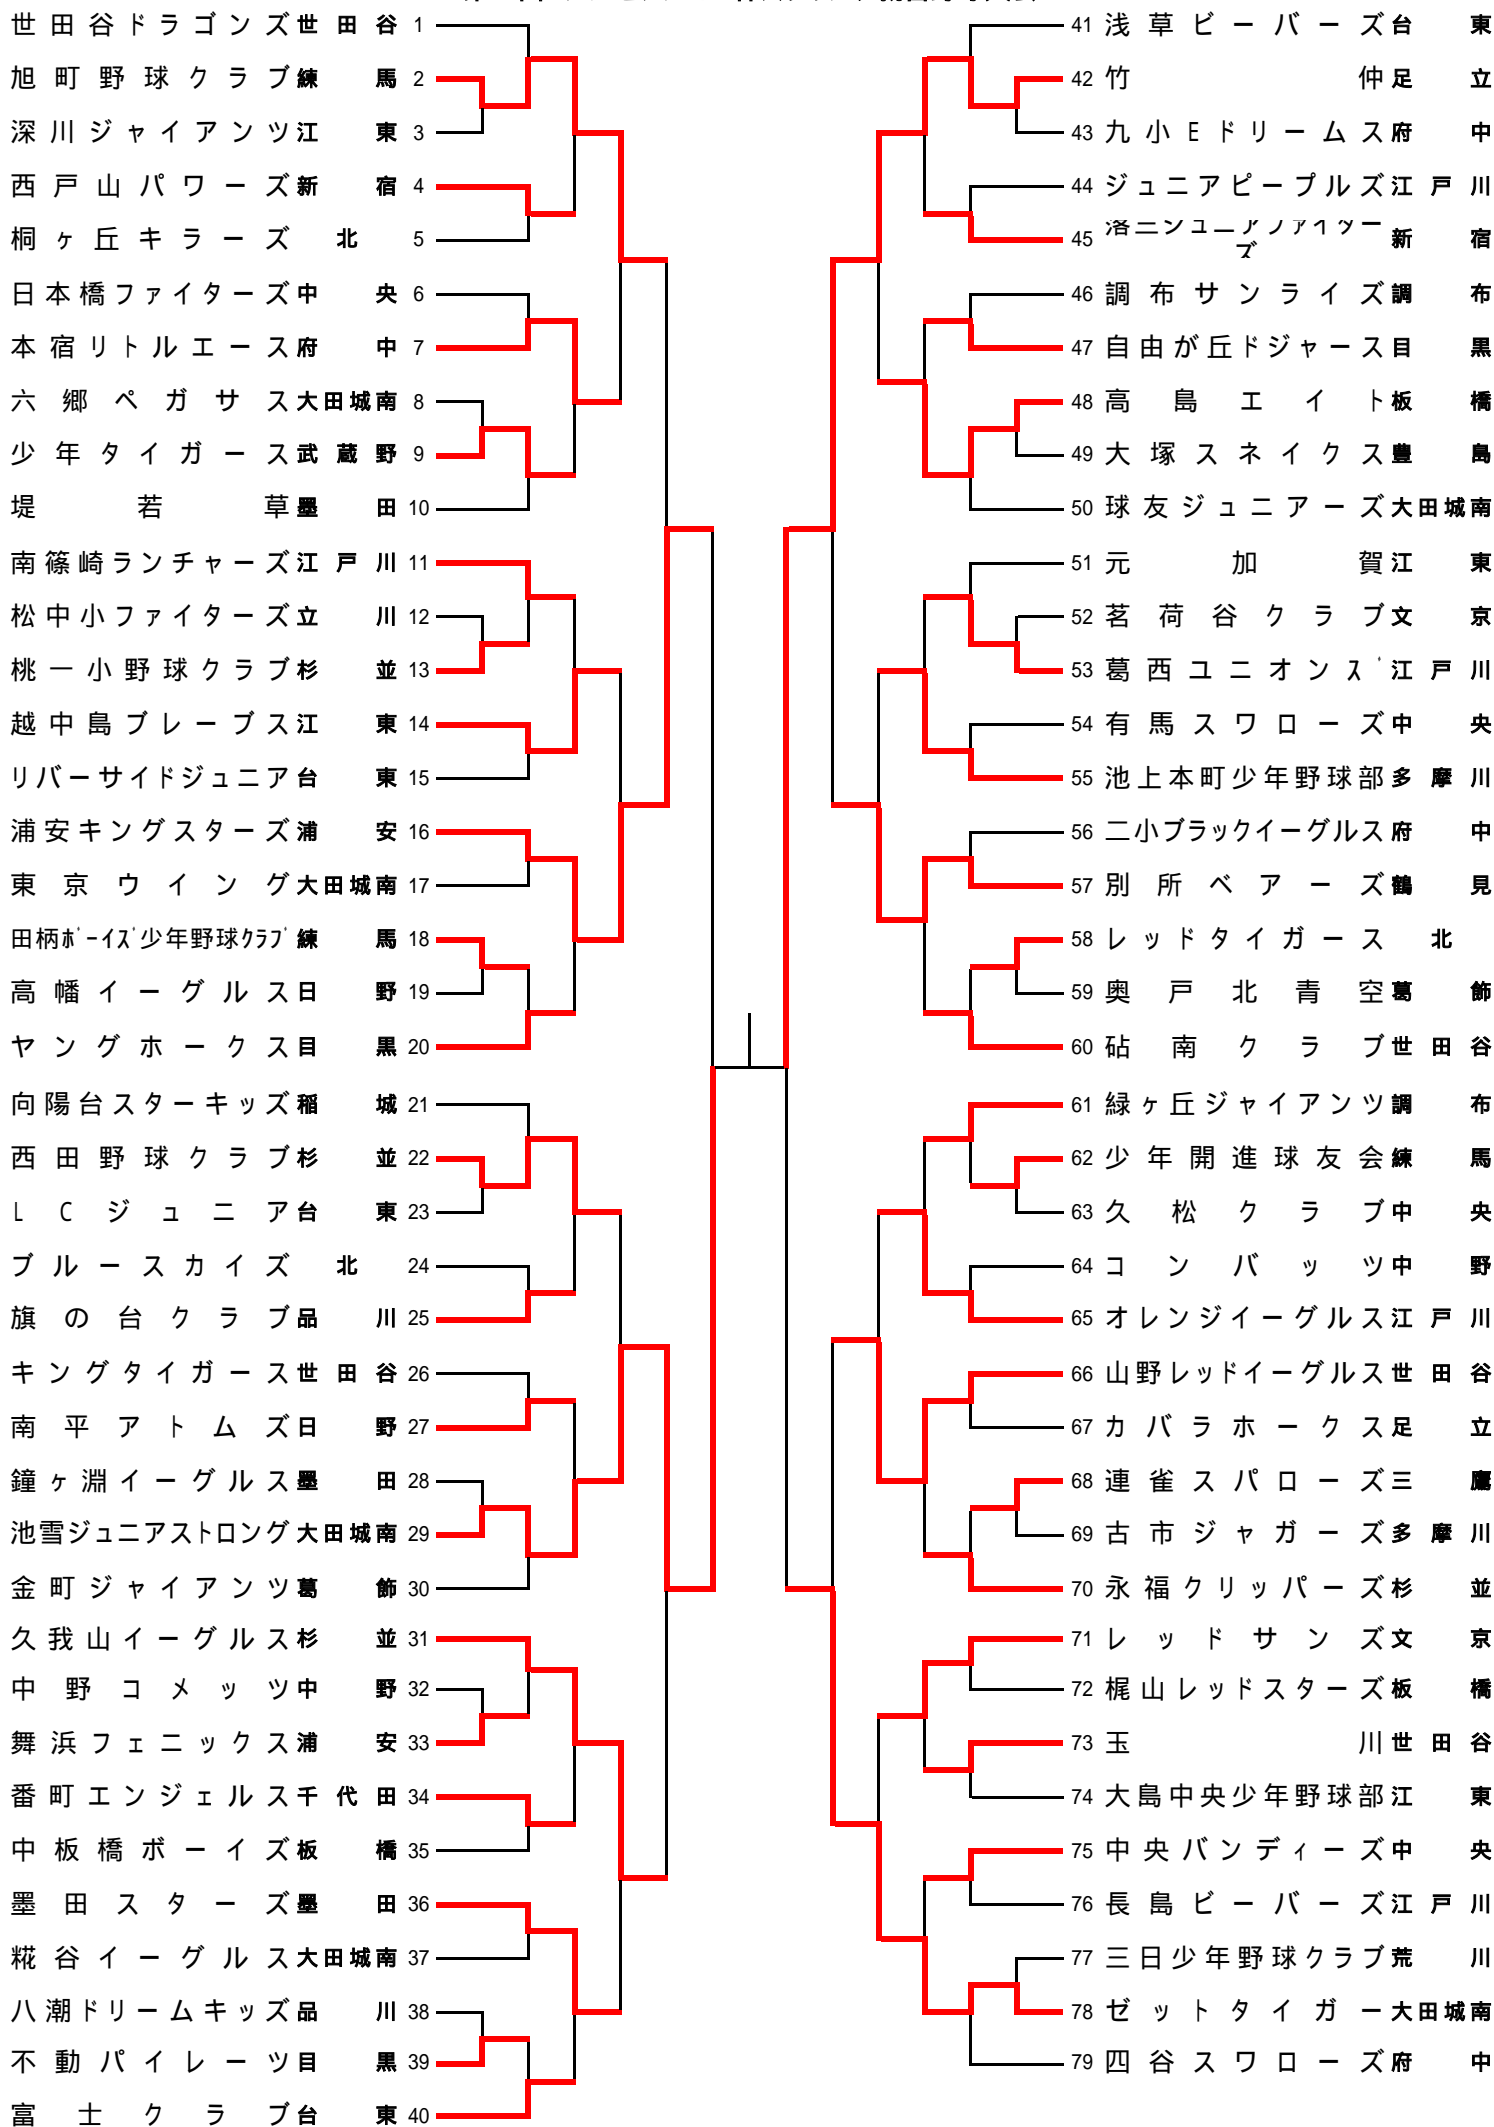 世田谷ドラゴンズ 世田谷 1
旭町野球クラブ 練馬 2
深川ジャイアンツ 江東 3
西戸山パワーズ 新宿 4
桐ヶ丘キラーズ 北 5
日本橋ファイターズ 中央 6
本宿リトルエース 府中 7
六郷ペガサス 大田城南 8
少年タイガース 武蔵野 9
堤若草 墨田 10
南篠崎ランチャーズ 江戸川 11
松中小ファイターズ 立川 12
桃一小野球クラブ 杉並 13
越中島ブレーブス 江東 14
リバーサイドジュニア 台東 15
浦安キングスターズ 浦安 16
東京ウイング 大田城南 17
田柄ﾎﾞｰｲｽﾞ少年野球ｸﾗﾌﾞ 練馬 18
高幡イーグルス 日野 19
ヤングホークス 目黒 20
向陽台スターキッズ 稲城 21
西田野球クラブ 杉並 22
LCジュニア 台東 23
ブルースカイズ 北 24
旗の台クラブ 品川 25
キングタイガース 世田谷 26
南平アトムズ 日野 27
鐘ヶ淵イーグルス 墨田 28
池雪ジュニアストロング 大田城南 29
金町ジャイアンツ 葛飾 30
久我山イーグルス 杉並 31
中野コメッツ 中野 32
舞浜フェニックス 浦安 33
番町エンジェルス 千代田 34
中板橋ボーイズ 板橋 35
墨田スターズ 墨田 36
糀谷イーグルス 大田城南 37
八潮ドリームキッズ 品川 38
不動パイレーツ 目黒 39
富士クラブ 台東 40
41 浅草ビーバーズ 台東
42 竹仲 足立
43 九小Eドリームス 府中
44 ジュニアピープルズ 江戸川
45 落三ジュニアファイターズ 新宿
46 調布サンライズ 調布
47 自由が丘ドジャース 目黒
48 高島エイト 板橋
49 大塚スネイクス 豊島
50 球友ジュニアーズ 大田城南
51 元加賀 江東
52 茗荷谷クラブ 文京
53 葛西ユニオンズ 江戸川
54 有馬スワローズ 中央
55 池上本町少年野球部 多摩川
56 二小ブラックイーグルス 府中
57 別所ベアーズ 鶴見
58 レッドタイガース 北
59 奥戸北青空 葛飾
60 砧南クラブ 世田谷
61 緑ヶ丘ジャイアンツ 調布
62 少年開進球友会 練馬
63 久松クラブ 中央
64 コンバッツ 中野
65 オレンジイーグルス 江戸川
66 山野レッドイーグルス 世田谷
67 カバラホークス 足立
68 連雀スパローズ 三鷹
69 古市ジャガーズ 多摩川
70 永福クリッパーズ 杉並
71 レッドサンズ 文京
72 梶山レッドスターズ 板橋
73 玉川 世田谷
74 大島中央少年野球部 江東
75 中央バンディーズ 中央
76 長島ビーバーズ 江戸川
77 三日少年野球クラブ 荒川
78 ゼットタイガー 大田城南
79 四谷スワローズ 府中